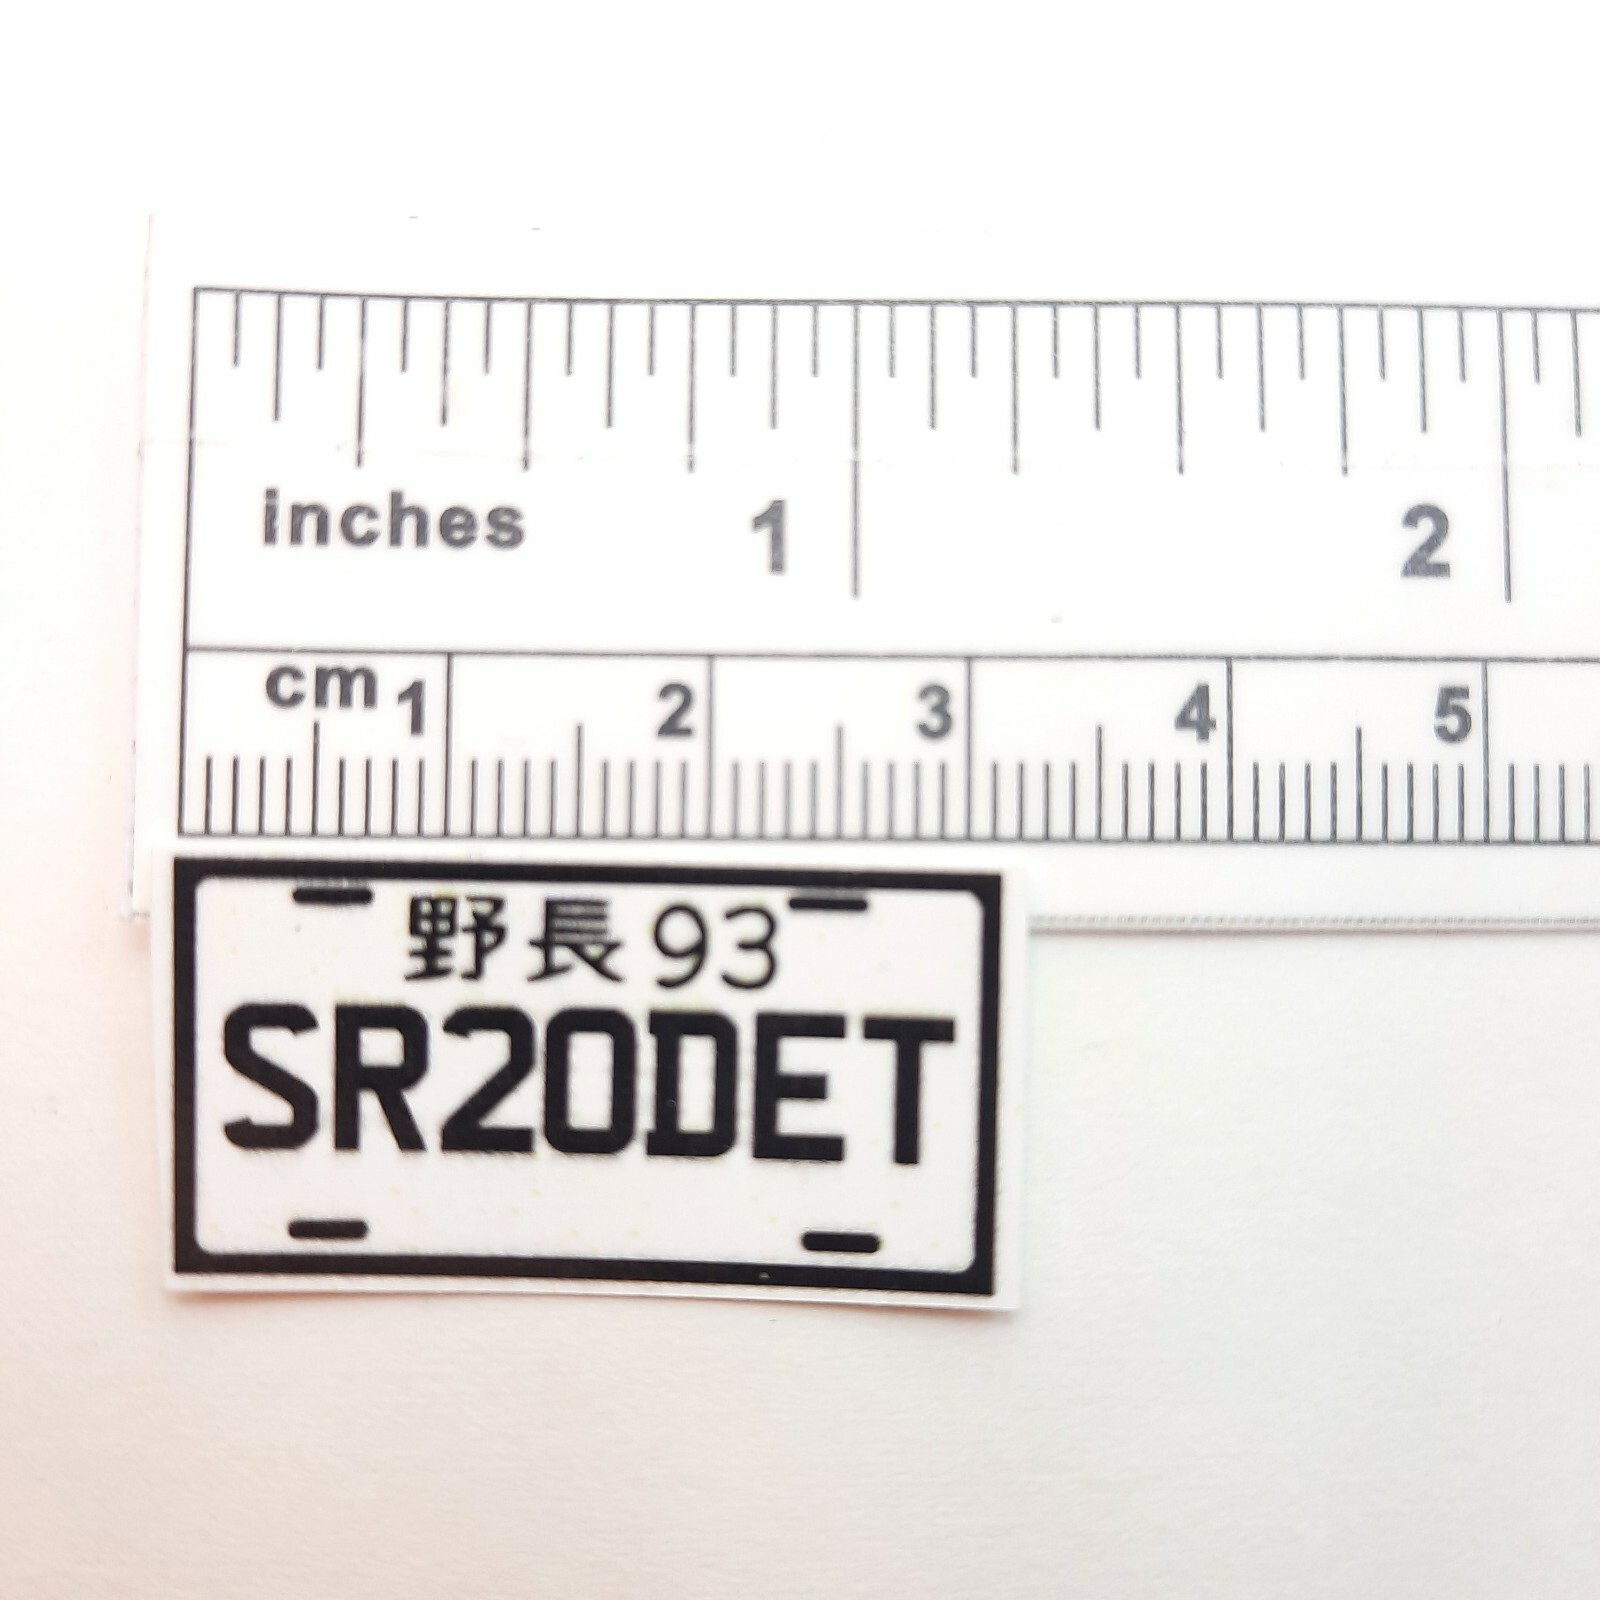 inches 1 2
cm 1 2 3 4 5
野長93
SR20DET